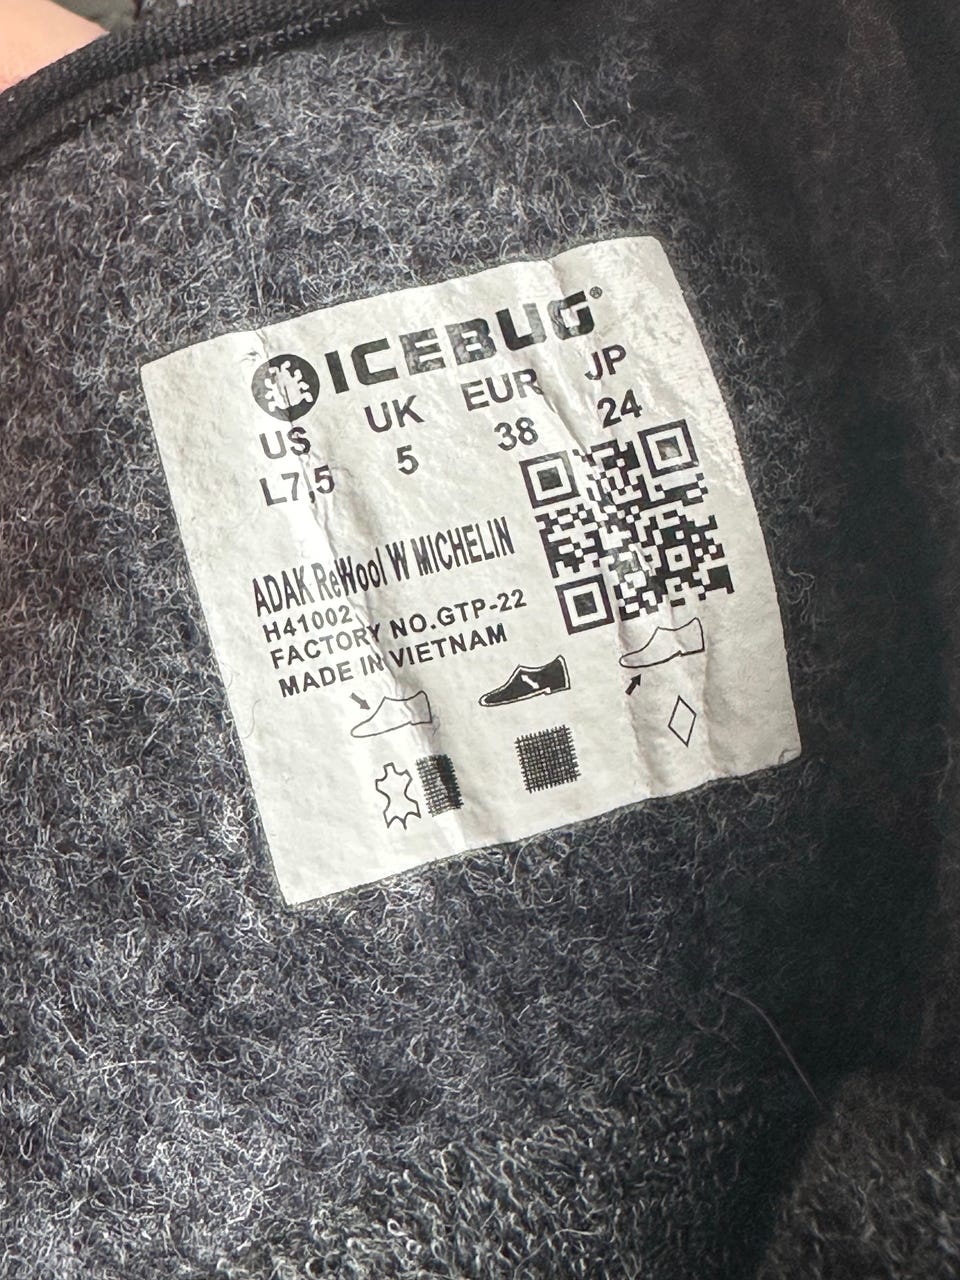 ICEBUG®
US UK EUR JP
L7,5 5 38 24
ADAK ReWool W MICHELIN
H41002
FACTORY NO.GTP-22
MADE IN VIETNAM